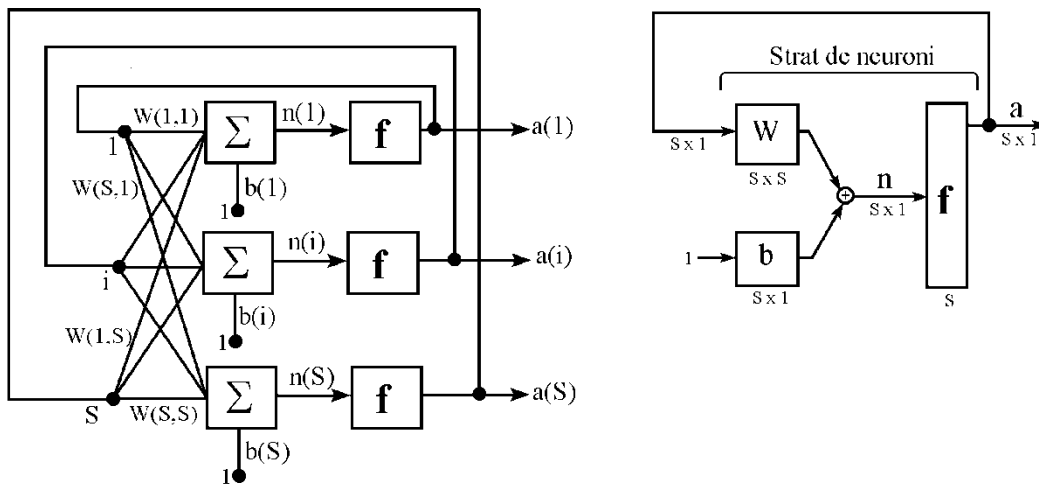 W(1,1)
Σ
n(1)
f
a(1)
1
b(1)
1
W(S,1)
Σ
n(i)
f
a(i)
i
b(i)
1
W(1,S)
Σ
n(S)
f
a(S)
S
W(S,S)
b(S)
1
Strat de neuroni
W
S x 1
S x S
a
S x 1
+
n
S x 1
f
1
b
S x 1
S